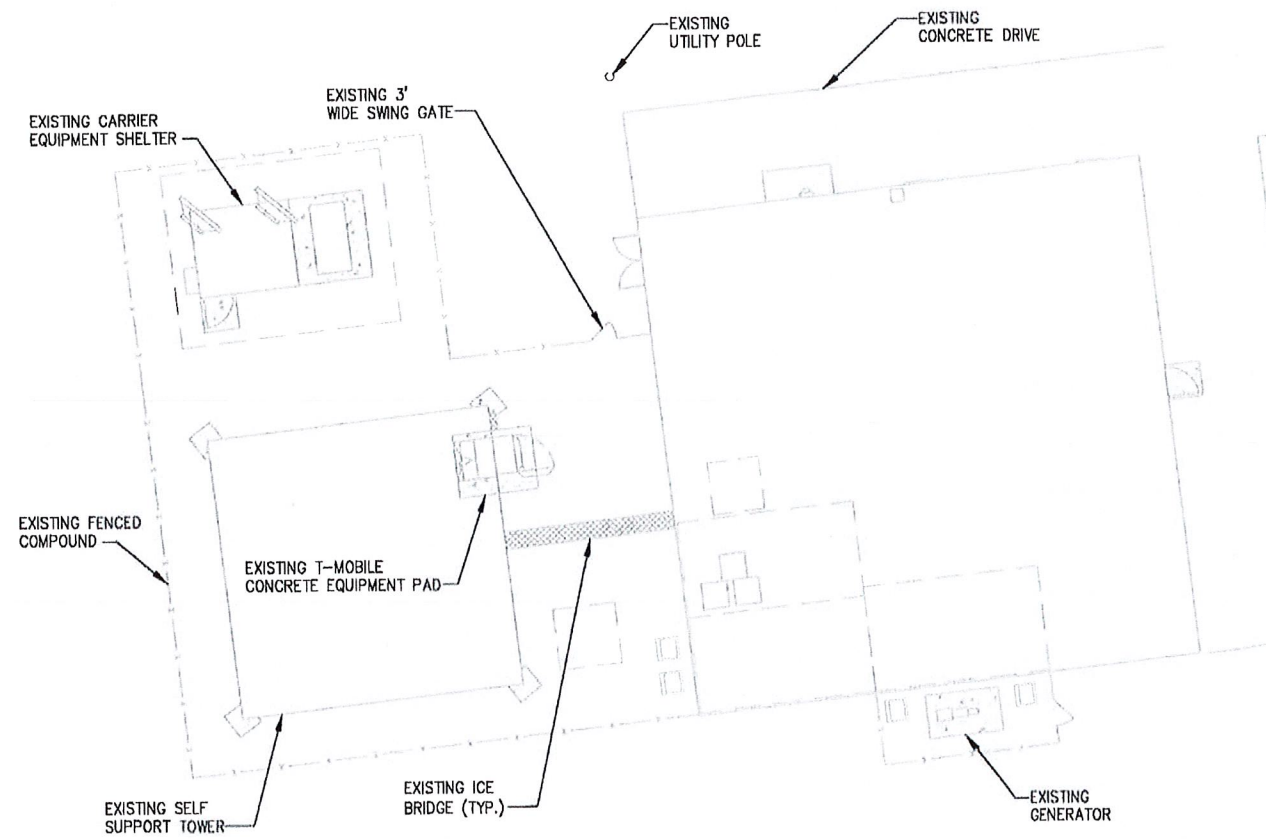 EXISTING
UTILITY POLE
EXISTING
CONCRETE DRIVE
EXISTING 3'
WIDE SWING GATE
EXISTING CARRIER
EQUIPMENT SHELTER
EXISTING FENCED
COMPOUND
EXISTING T-MOBILE
CONCRETE EQUIPMENT PAD
EXISTING SELF
SUPPORT TOWER
EXISTING ICE
BRIDGE (TYP.)
EXISTING
GENERATOR